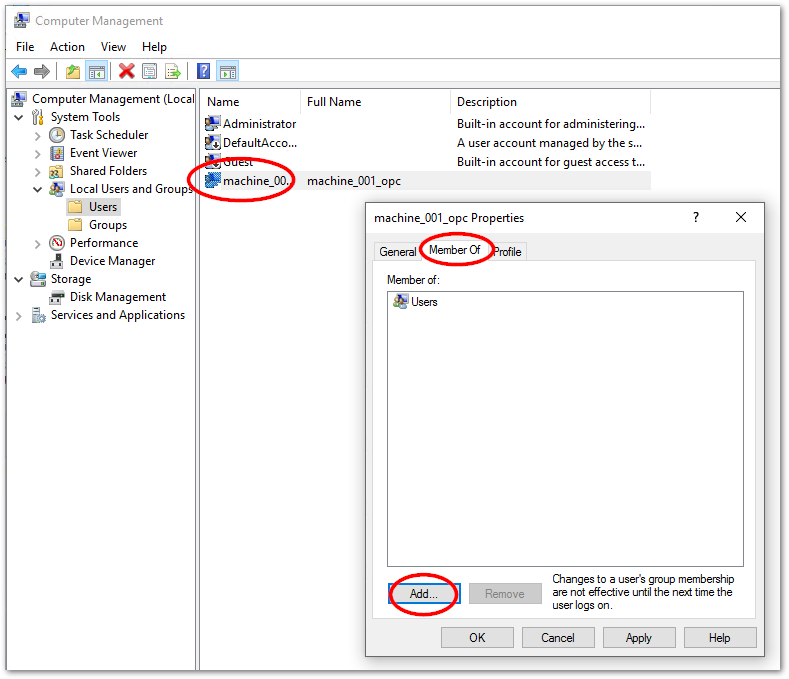 Computer Management
File Action View Help
Computer Management (Local
System Tools
Task Scheduler
Event Viewer
Shared Folders
Local Users and Groups
Users
Groups
Performance
Device Manager
Storage
Disk Management
Services and Applications
Name Full Name Description
Administrator Built-in account for administering...
DefaultAcco... A user account managed by the s...
Guest Built-in account for guest access t...
machine_00... machine_001_opc
machine_001_opc Properties
General Member Of Profile
Member of:
Users
Add... Remove
Changes to a user's group membership
are not effective until the next time the
user logs on.
OK Cancel Apply Help